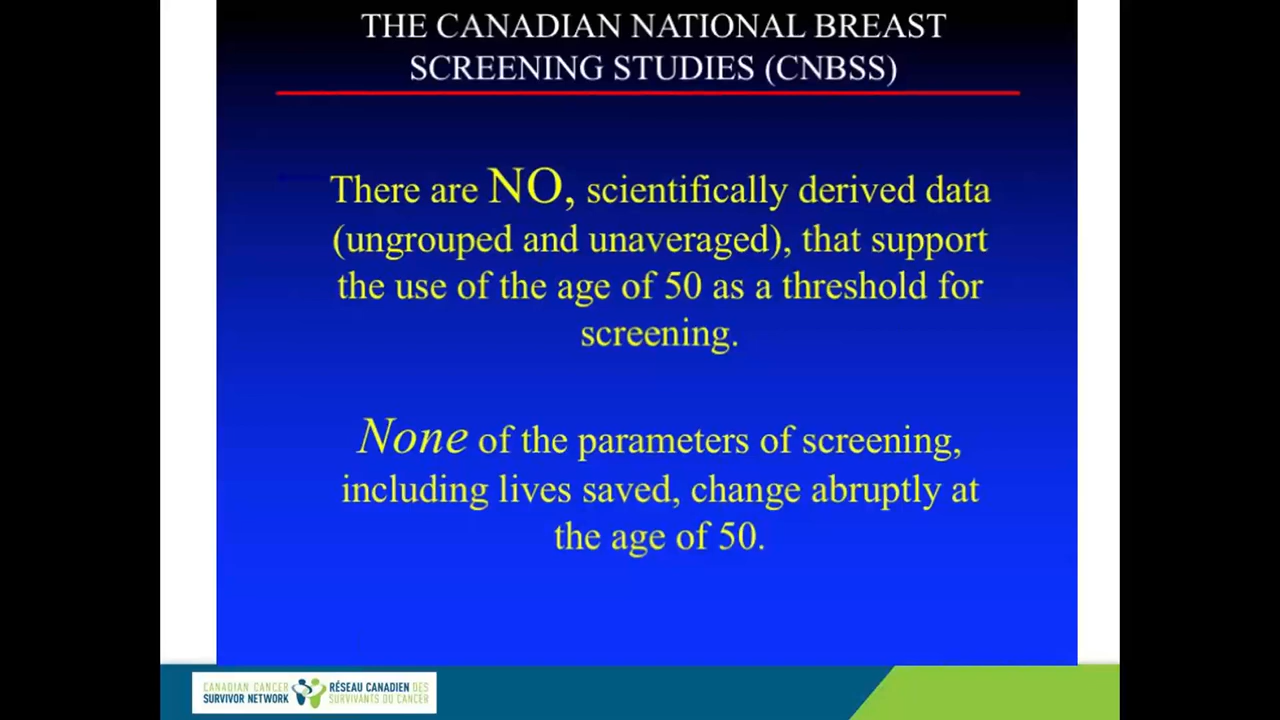 THE CANADIAN NATIONAL BREAST
SCREENING STUDIES (CNBSS)
There are NO, scientifically derived data
(ungrouped and unaveraged), that support
the use of the age of 50 as a threshold for
screening.
None of the parameters of screening,
including lives saved, change abruptly at
the age of 50.
CANADIAN CANCER
SURVIVOR NETWORK
RÉSEAU CANADIEN DES
SURVIVANTS DU CANCER